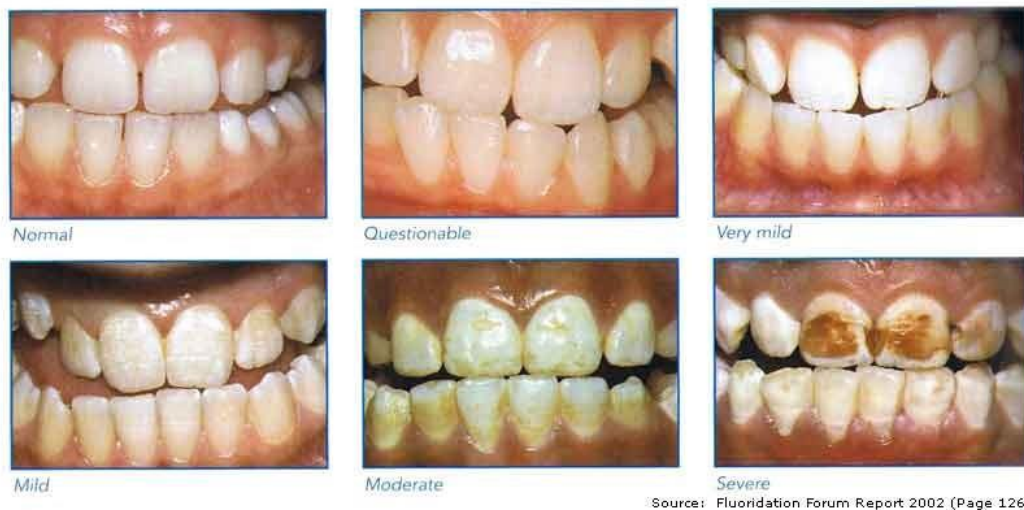 Normal
Questionable
Very mild
Mild
Moderate
Severe
Source: Fluoridation Forum Report 2002 (Page 126